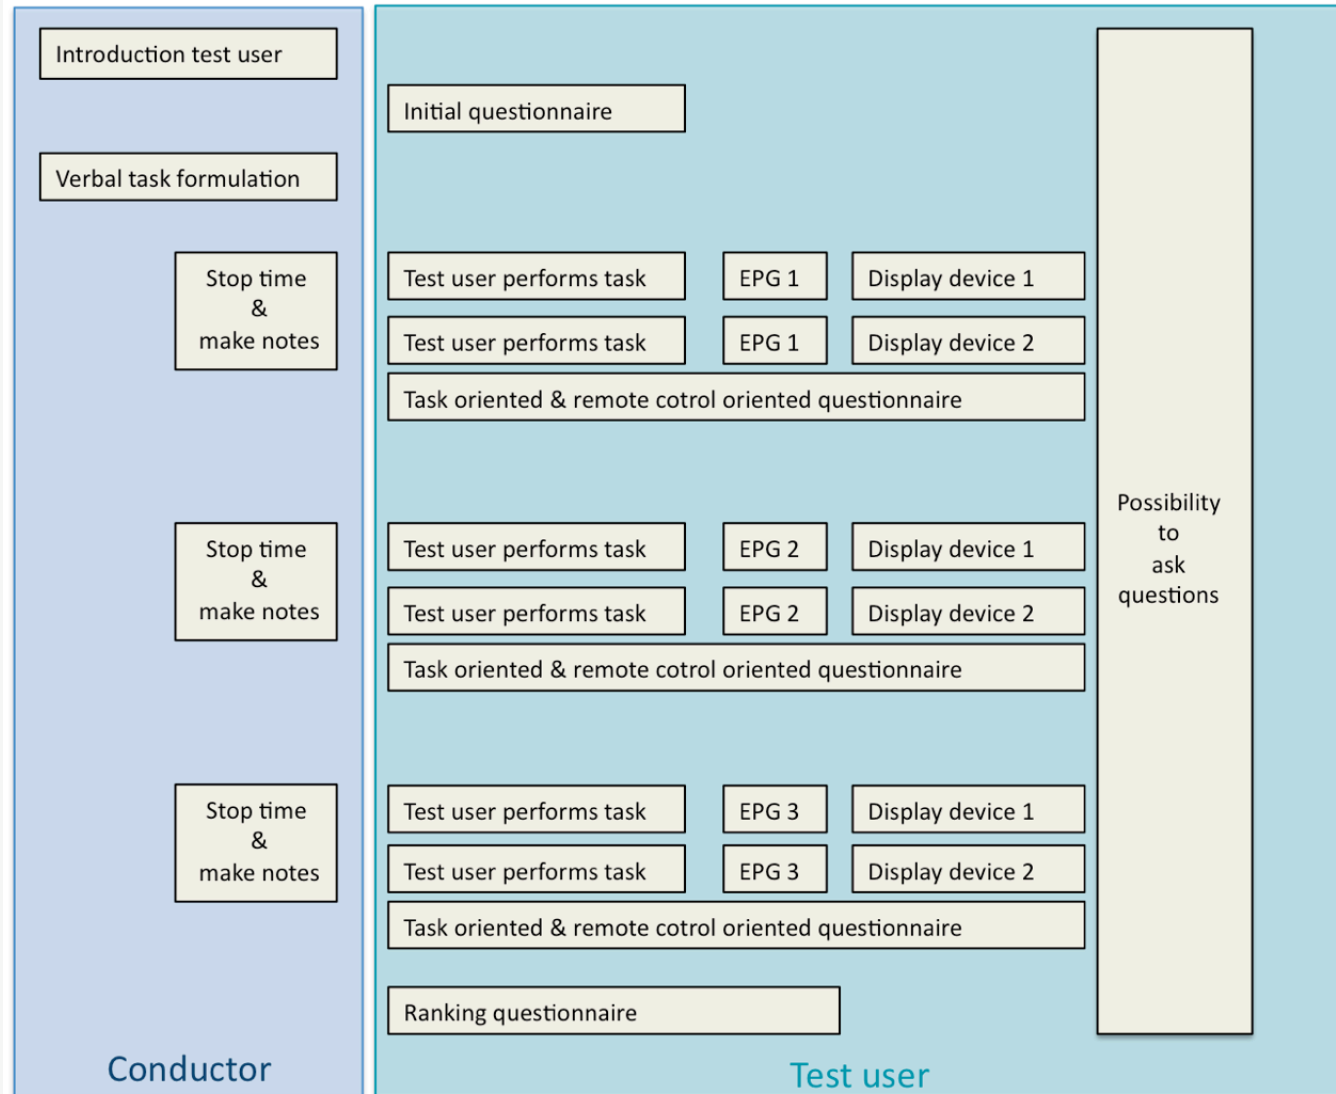 Introduction test user
Initial questionnaire
Verbal task formulation
Stop time
&
make notes
Test user performs task
EPG 1
Display device 1
Test user performs task
EPG 1
Display device 2
Task oriented & remote cotrol oriented questionnaire
Stop time
&
make notes
Test user performs task
EPG 2
Display device 1
Test user performs task
EPG 2
Display device 2
Task oriented & remote cotrol oriented questionnaire
Stop time
&
make notes
Test user performs task
EPG 3
Display device 1
Test user performs task
EPG 3
Display device 2
Task oriented & remote cotrol oriented questionnaire
Ranking questionnaire
Possibility
to
ask
questions
Conductor
Test user